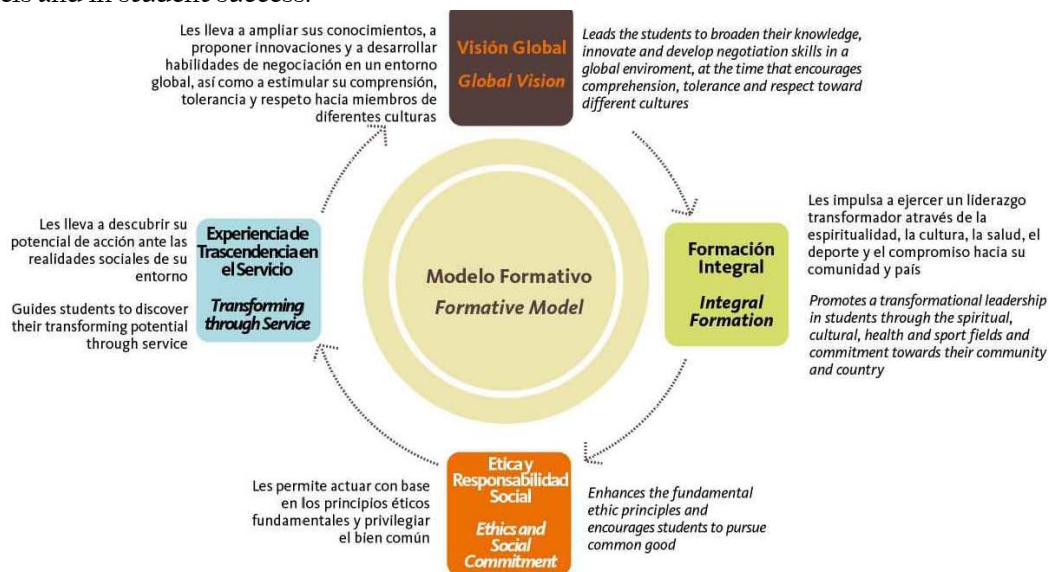 els and in student success.
Les lleva a ampliar sus conocimientos, a
proponer innovaciones y a desarrollar
habilidades de negociación en un entorno
global, así como a estimular su comprensión,
tolerancia y respeto hacia miembros de
diferentes culturas
Visión Global
Global Vision
Leads the students to broaden their knowledge,
innovate and develop negotiation skills in a
global enviroment, at the time that encourages
comprehension, tolerance and respect toward
different cultures
Les lleva a descubrir su
potencial de acción ante las
realidades sociales de su
entorno
Guides students to discover
their transforming potential
through service
Experiencia de
Trascendencia en
el Servicio
Transforming
through Service
Modelo Formativo
Formative Model
Formación
Integral
Integral
Formation
Les impulsa a ejercer un liderazgo
transformador através de la
espiritualidad, la cultura, la salud, el
deporte y el compromiso hacia su
comunidad y país
Promotes a transformational leadership
in students through the spiritual,
cultural, health and sport fields and
commitment towards their community
and country
Les permite actuar con base
en los principios éticos
fundamentales y privilegiar
el bien común
Etica y
Responsabilidad
Social
Ethics and
Social
Commitment
Enhances the fundamental
ethic principles and
encourages students to pursue
common good